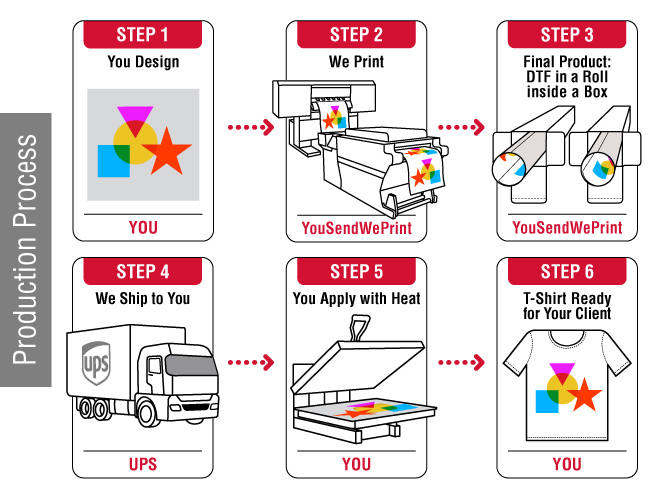 Production Process
STEP 1
You Design
YOU
STEP 2
We Print
YouSendWePrint
STEP 3
Final Product:
DTF in a Roll
inside a Box
YouSendWePrint
STEP 4
We Ship to You
ups
UPS
STEP 5
You Apply with Heat
YOU
STEP 6
T-Shirt Ready
for Your Client
YOU